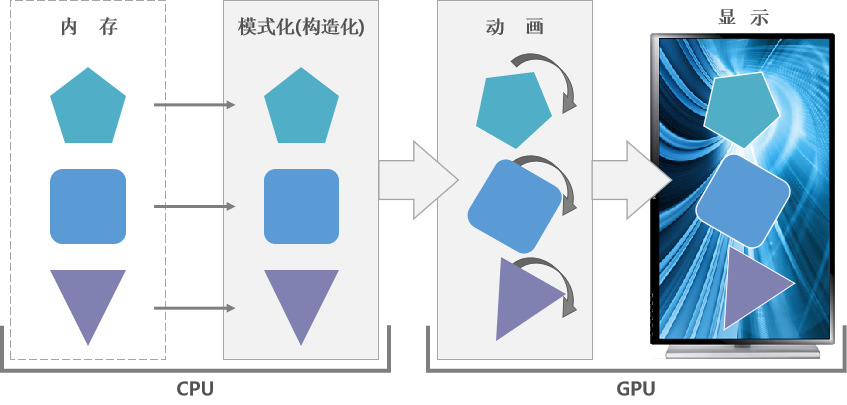 内 存
模式化(构造化)
动 画
显 示
CPU
GPU